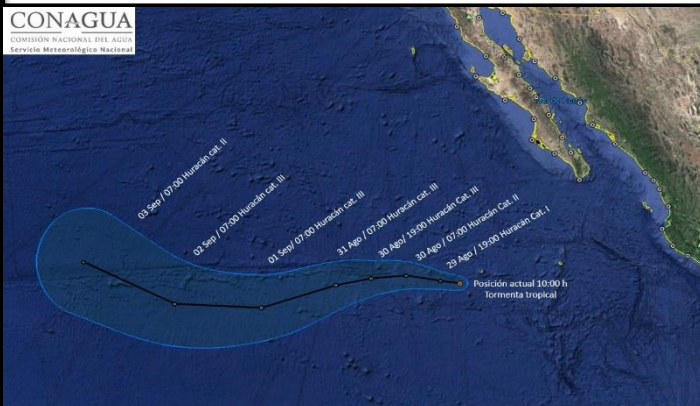 CONAGUA
COMISIÓN NACIONAL DEL AGUA
Servicio Meteorológico Nacional
03 Sep / 07:00 Huracán cat. II
02 Sep / 07:00 Huracán cat. III
01 Sep/ 07:00 Huracán cat. III
31 Ago / 07:00 Huracán cat. III
30 Ago / 19:00 Huracán Cat. III
30 Ago / 07:00 Huracán Cat. II
29 Ago / 19:00 Huracán Cat. I
Posición actual 10:00 h
Tormenta tropical